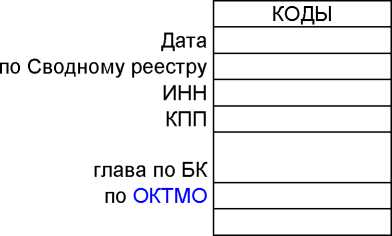 КОДЫ
Дата
по Сводному реестру
ИНН
КПП
глава по БК
по ОКТМО